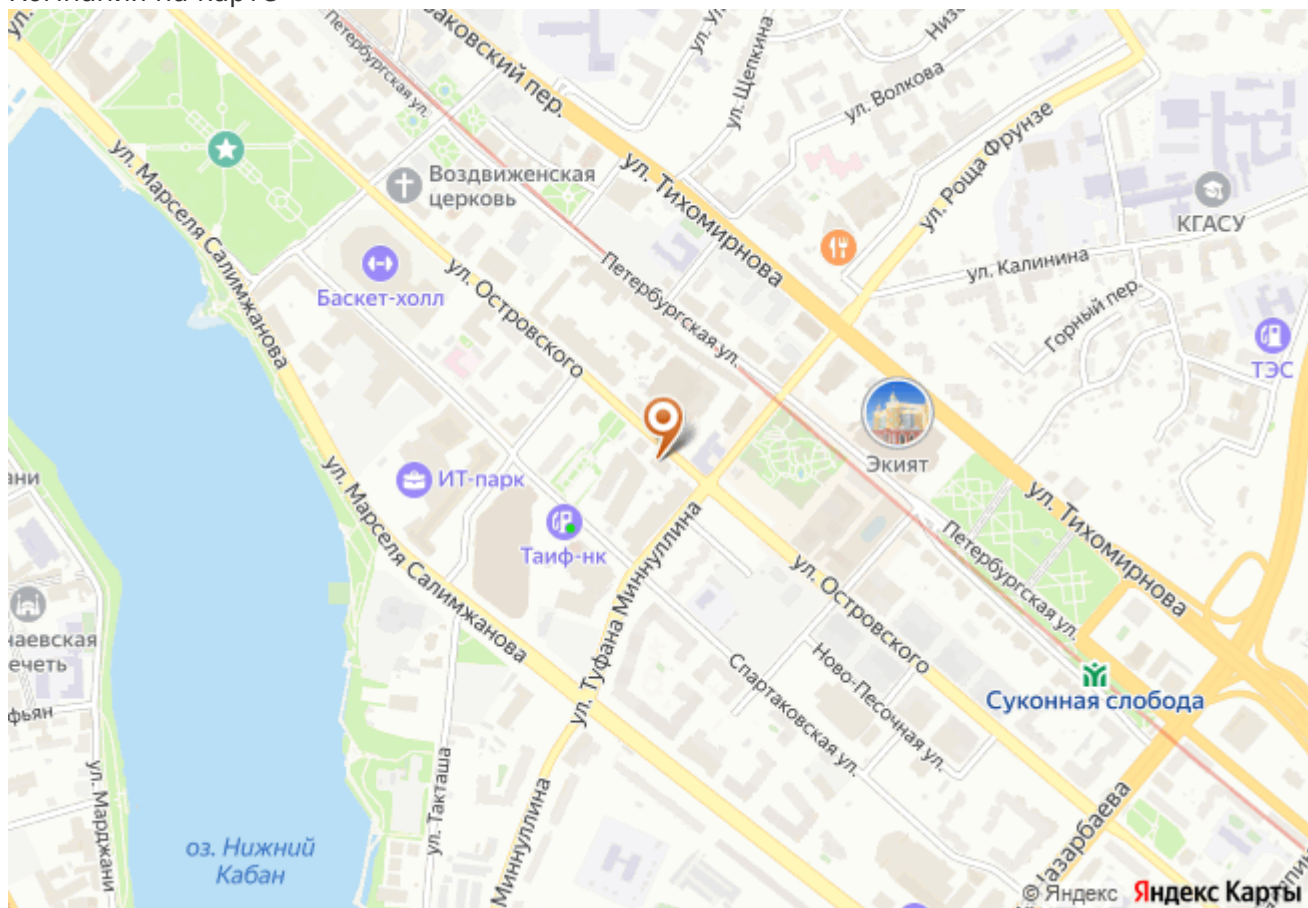 Петербургская ул.
ул. Щепкина
ул. Волкова
ул. Роща Фрунзе
ул. Марселя Салимжанова
Воздвиженская
церковь
ул. Тихомирнова
КГАСУ
ул. Калинина
Горный пер.
Баскет-холл
ул. Островского
Петербургская ул.
ТЭС
Экият
ИТ-парк
Таиф-нк
ул. Марселя Салимжанова
ул. Туфана Миннуллина
ул. Островского
Петербургская ул.
ул. Тихомирнова
Спартаковская ул.
Ново-Песочная ул.
Суконная слобода
ул. Марджани
ул. Такташа
оз. Нижний
Кабан
Миннуллина
© Яндекс Яндекс Карты